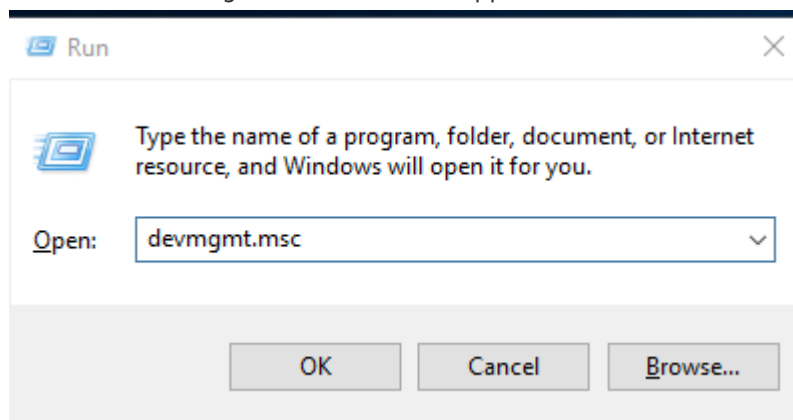 Run
Type the name of a program, folder, document, or Internet
resource, and Windows will open it for you.
Open: devmgmt.msc
OK Cancel Browse...